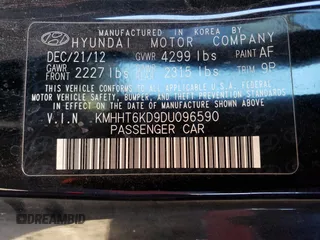 MANUFACTURED IN KOREA BY
HYUNDAI MOTOR COMPANY
DEC/21/12 GVWR 4299 lbs PAINT AF
GAWR FRONT 2227 lbs GAWR REAR 2315 lbs TRIM 9P
THIS VEHICLE CONFORMS TO ALL APPLICABLE FEDERAL
MOTOR VEHICLE SAFETY, BUMPER, AND THEFT PREVENTION
STANDARDS IN EFFECT ON THE DATE OF MANUFACTURE SHOWN ABOVE.
V.I.N KMHHT6KD9DU096590
PASSENGER CAR
DREAMBID